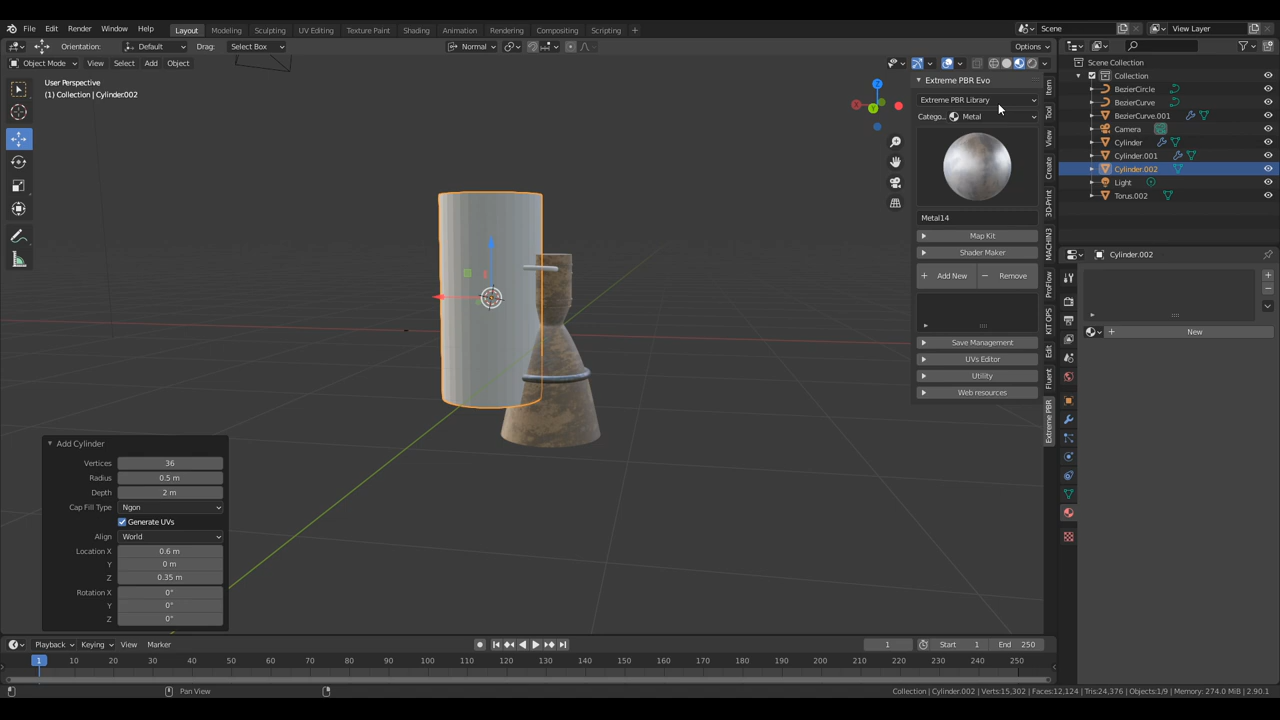 File Edit Render Window Help
Layout Modeling Sculpting UV Editing Texture Paint Shading Animation Rendering Compositing Scripting +
Scene
View Layer
Orientation: Default Drag: Select Box
Normal
Options
Object Mode View Select Add Object
User Perspective
(1) Collection | Cylinder.002
Extreme PBR Evo
Extreme PBR Library
Catego... Metal
Metal14
Map Kit
Shader Maker
+ Add New − Remove
Save Management
UVs Editor
Utility
Web resources
Item
Tool
View
Create
3D-Print
MACHIN3
ProFlow
KIT OPS
Edit
Fluent
Extreme PBR
Scene Collection
Collection
BezierCircle
BezierCurve
BezierCurve.001
Camera
Cylinder
Cylinder.001
Cylinder.002
Light
Torus.002
Cylinder.002
+ New
Add Cylinder
Vertices 36
Radius 0.5 m
Depth 2 m
Cap Fill Type Ngon
Generate UVs
Align World
Location X 0.6 m
Y 0 m
Z 0.35 m
Rotation X 0°
Y 0°
Z 0°
Playback Keying View Marker
1 Start 1 End 250
1 10 20 30 40 50 60 70 80 90 100 110 120 130 140 150 160 170 180 190 200 210 220 230 240 250
Pan View
Collection | Cylinder.002 | Verts:15,302 | Faces:12,124 | Tris:24,376 | Objects:1/9 | Memory: 274.0 MiB | 2.90.1